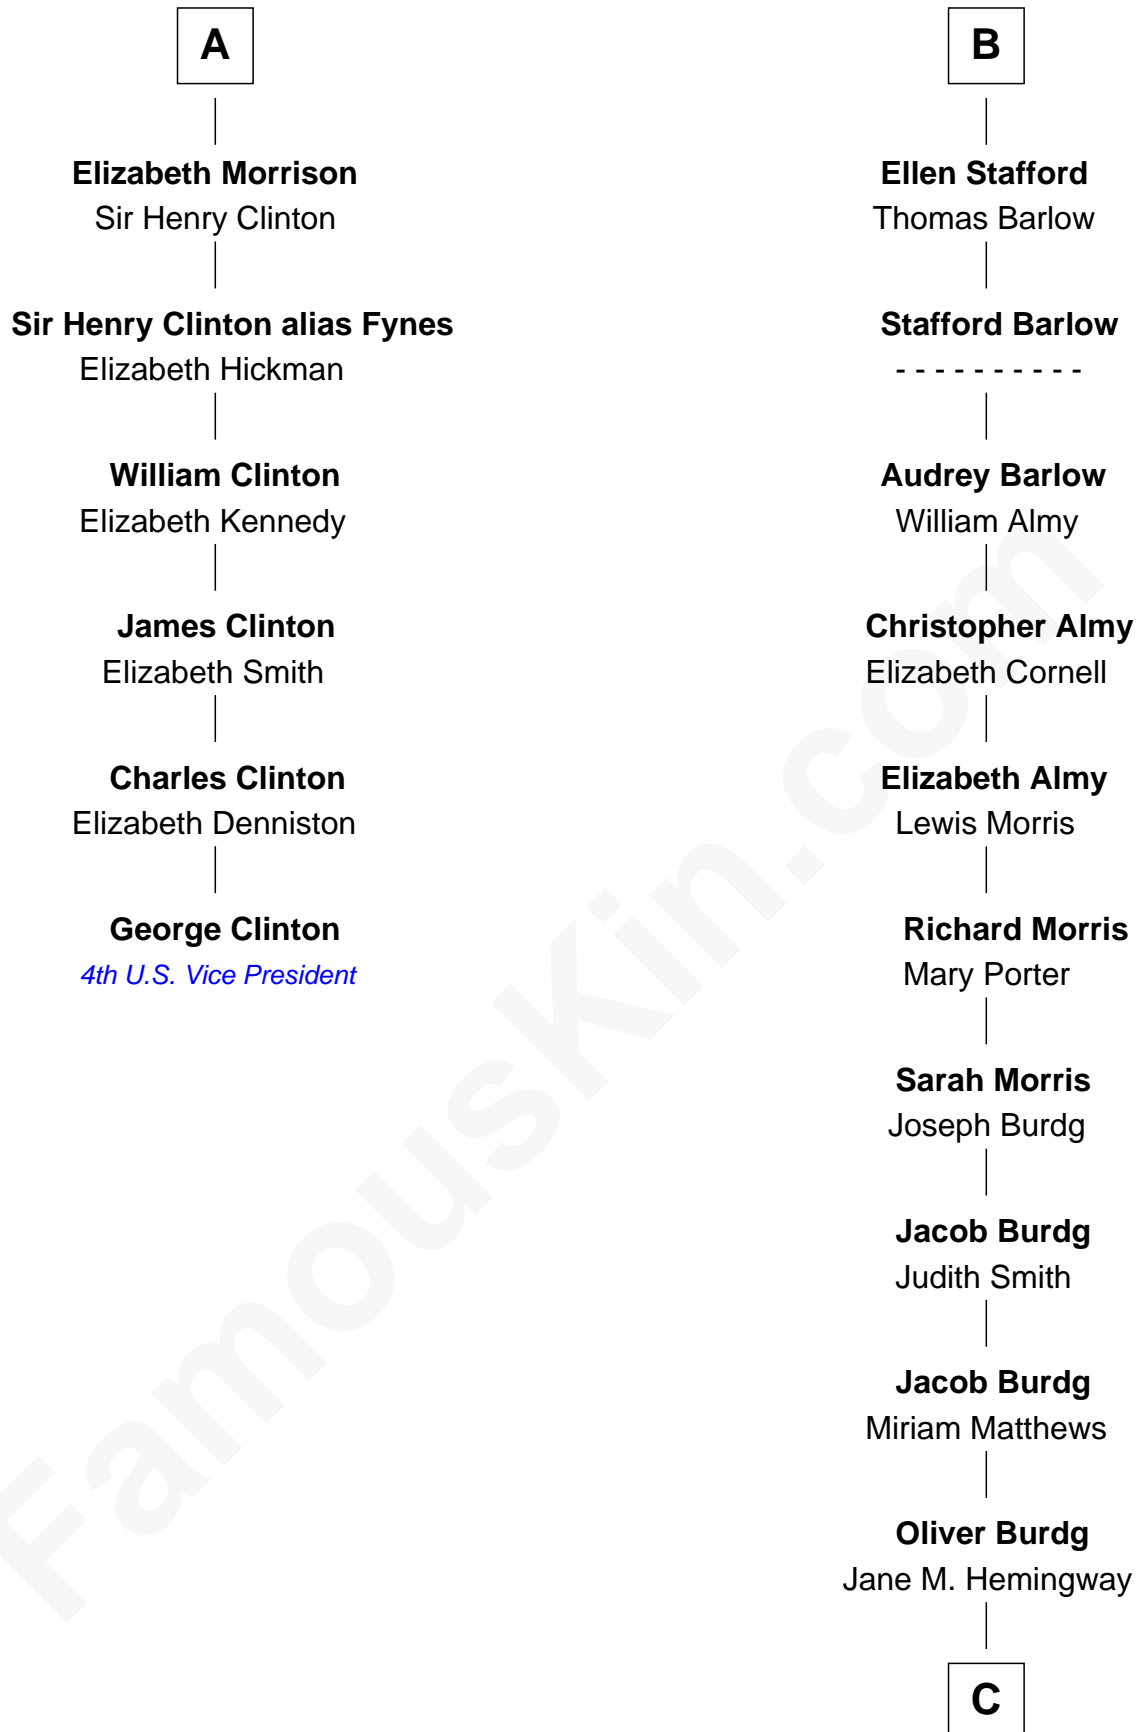 A
Elizabeth Morrison
Sir Henry Clinton
Sir Henry Clinton alias Fynes
Elizabeth Hickman
William Clinton
Elizabeth Kennedy
James Clinton
Elizabeth Smith
Charles Clinton
Elizabeth Denniston
George Clinton
4th U.S. Vice President
B
Ellen Stafford
Thomas Barlow
Stafford Barlow
- - - - - - - - - -
Audrey Barlow
William Almy
Christopher Almy
Elizabeth Cornell
Elizabeth Almy
Lewis Morris
Richard Morris
Mary Porter
Sarah Morris
Joseph Burdg
Jacob Burdg
Judith Smith
Jacob Burdg
Miriam Matthews
Oliver Burdg
Jane M. Hemingway
C
FamousKin.com